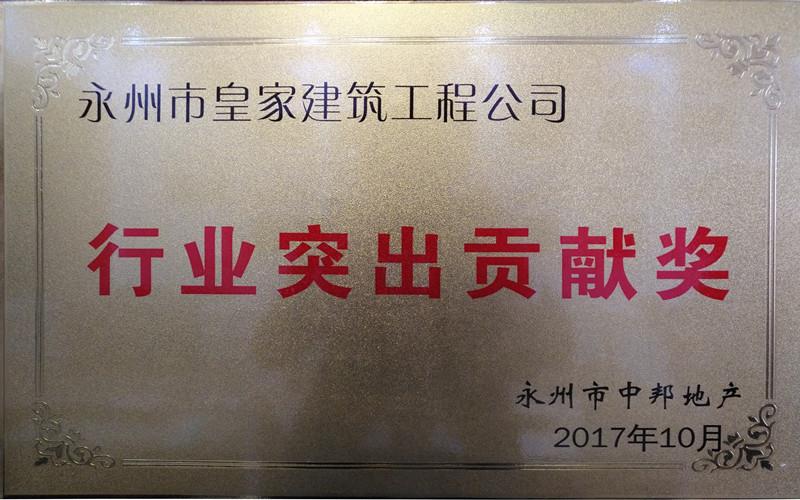 永州市皇家建筑工程公司
行业突出贡献奖
永州市中邦地产
2017年10月